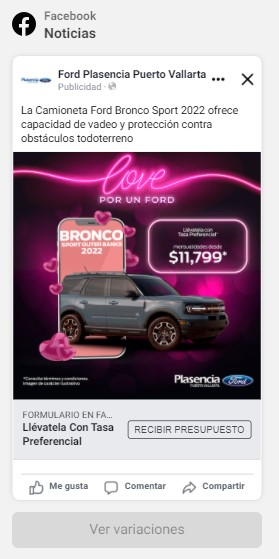 Facebook
Noticias
Ford Plasencia Puerto Vallarta
Publicidad ·
La Camioneta Ford Bronco Sport 2022 ofrece
capacidad de vadeo y protección contra
obstáculos todoterreno
love
POR UN FORD
BRONCO
SPORT OUTER BANKS
2022
Llévatela con
Tasa Preferencial*
mensualidades desde
$11,799*
*Consulta términos y condiciones.
Imagen de carácter ilustrativo
Plasencia Ford
PUERTO VALLARTA
FORMULARIO EN FA...
Llévatela Con Tasa
Preferencial
RECIBIR PRESUPUESTO
Me gusta
Comentar
Compartir
Ver variaciones